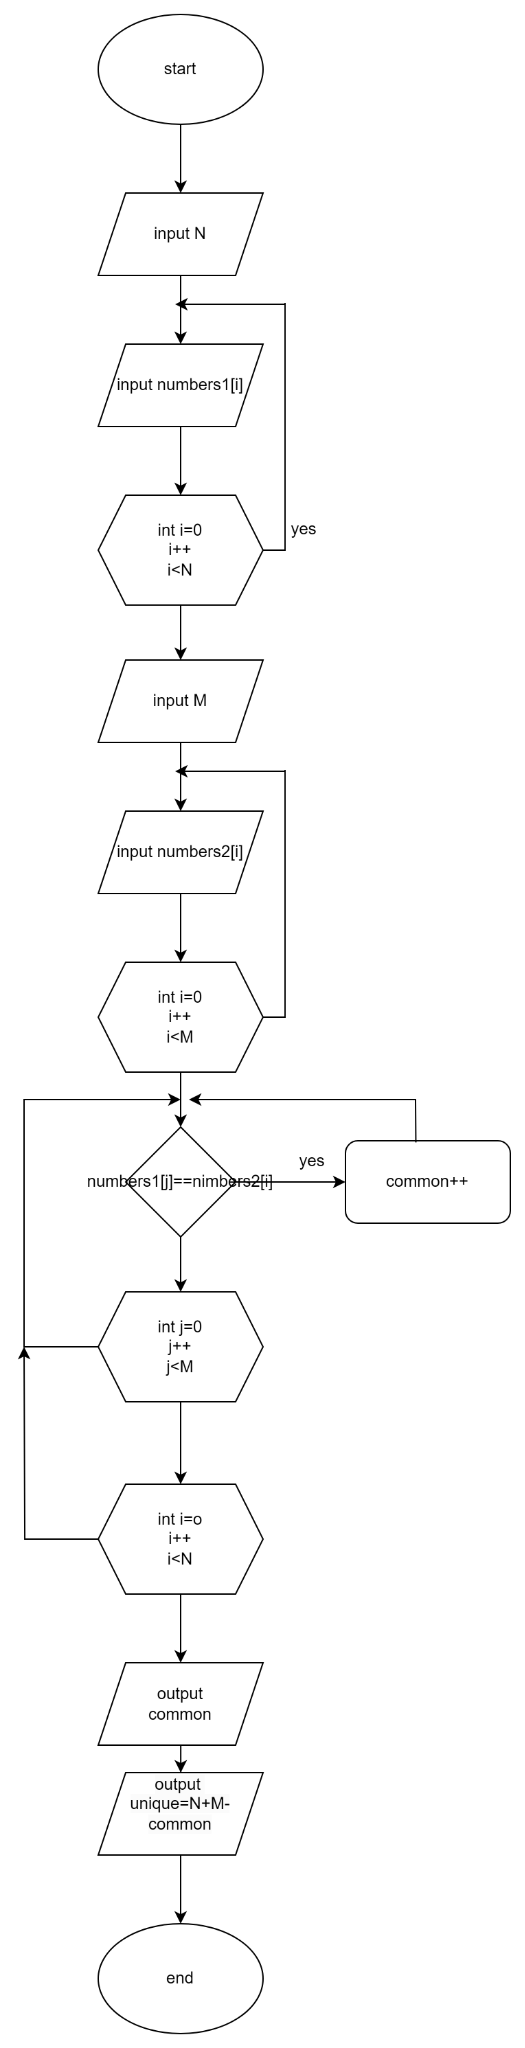 start
input N
input numbers1[i]
int i=0
i++
i<N
yes
input M
input numbers2[i]
int i=0
i++
i<M
numbers1[j]==nimbers2[i]
yes
common++
int j=0
j++
j<M
int i=o
i++
i<N
output
common
output
unique=N+M-
common
end